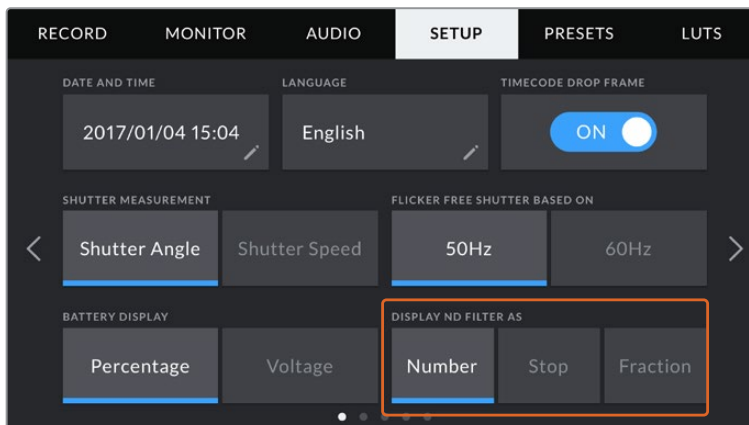 RECORD MONITOR AUDIO SETUP PRESETS LUTS
DATE AND TIME LANGUAGE TIMECODE DROP FRAME
2017/01/04 15:04 English ON
SHUTTER MEASUREMENT FLICKER FREE SHUTTER BASED ON
Shutter Angle Shutter Speed 50Hz 60Hz
BATTERY DISPLAY DISPLAY ND FILTER AS
Percentage Voltage Number Stop Fraction